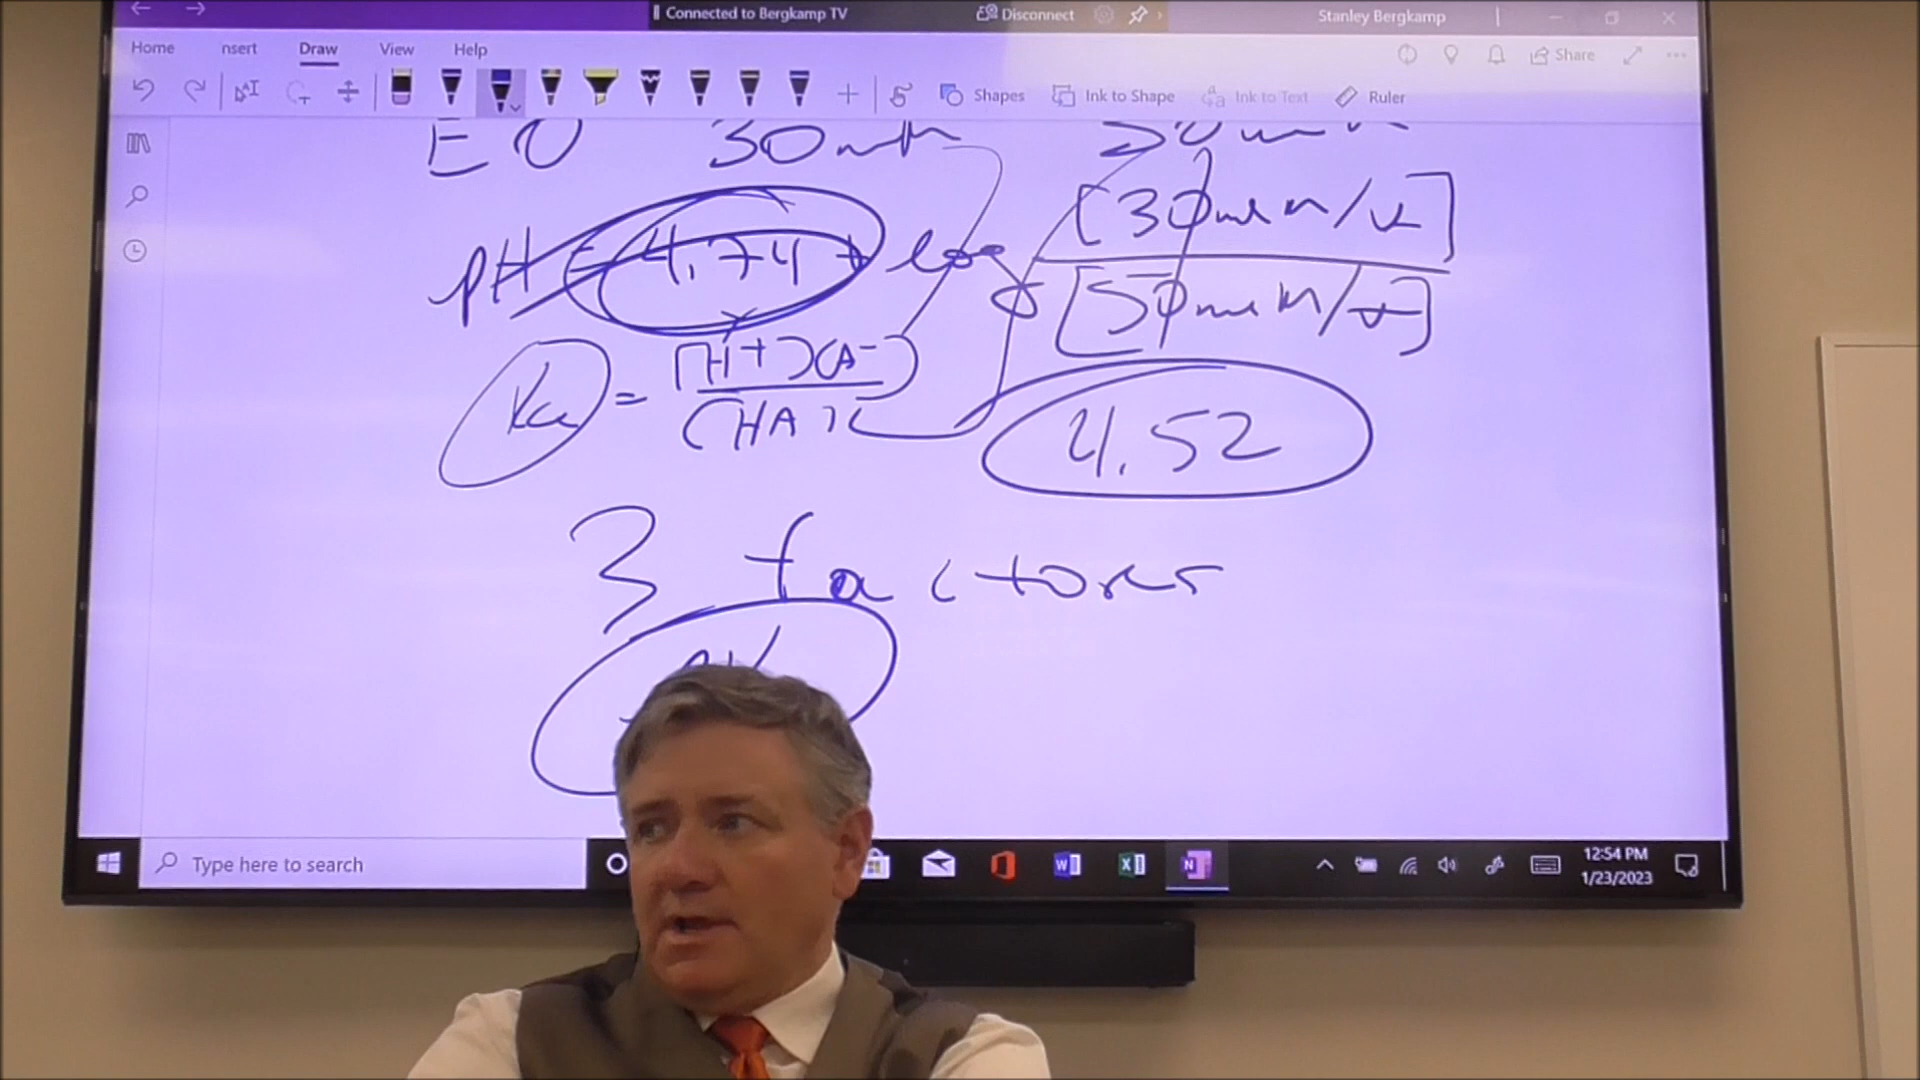 Connected to Bergkamp TV Disconnect Stanley Bergkamp
Home nsert Draw View Help Share
Shapes Ink to Shape Ink to Text Ruler
30
pH = 4.74 + log [30 mmm/v]
[50 mmm/v]
Ka = [H+](A-)
(HA)
4.52
3 factors
Type here to search
12:54 PM
1/23/2023